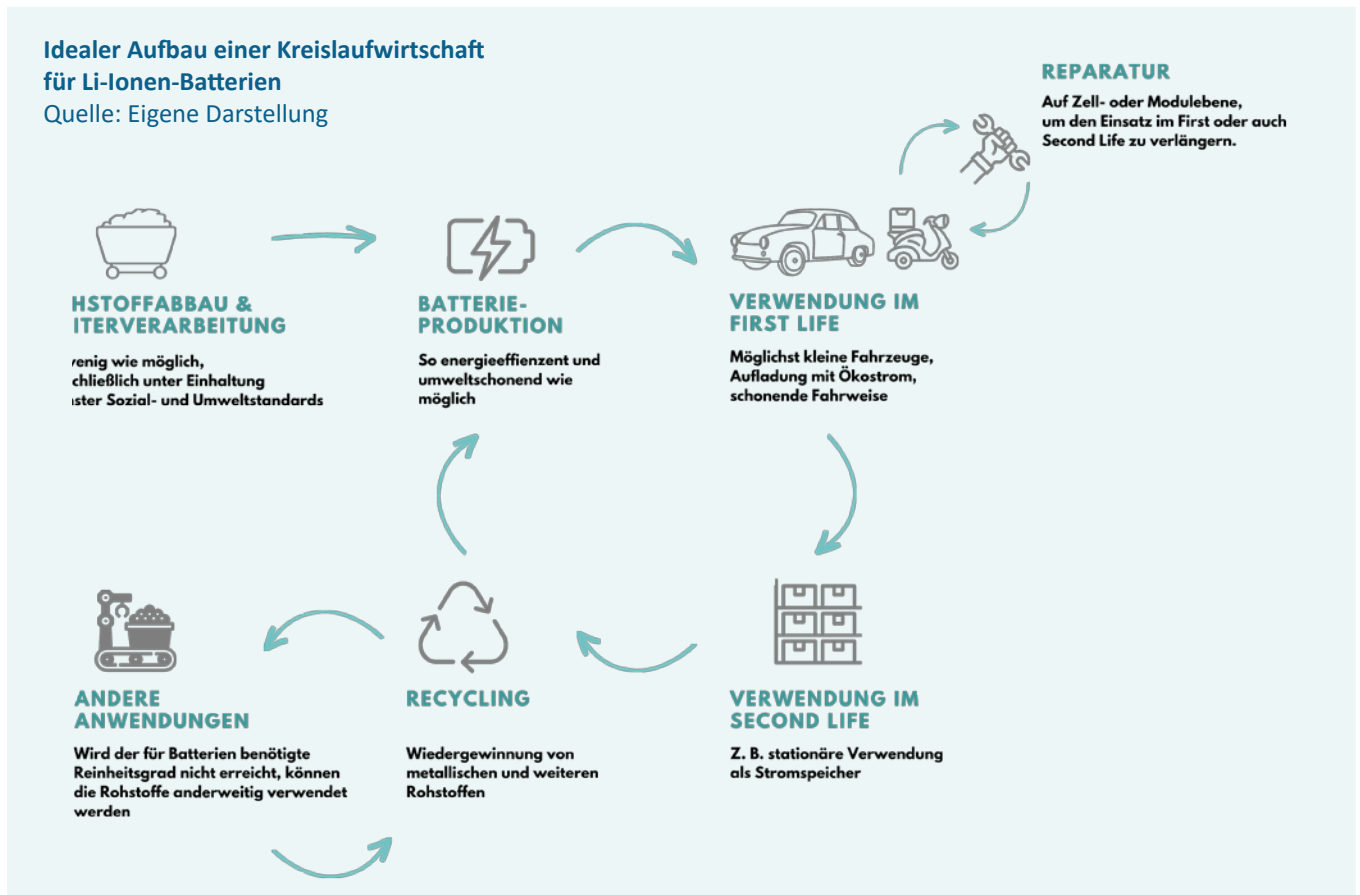 Idealer Aufbau einer Kreislaufwirtschaft
für Li-Ionen-Batterien
Quelle: Eigene Darstellung
REPARATUR
Auf Zell- oder Modulebene,
um den Einsatz im First oder auch
Second Life zu verlängern.
HSTOFFABBAU &
ITERVERARBEITUNG
venig wie möglich,
chließlich unter Einhaltung
ster Sozial- und Umweltstandards
BATTERIE-
PRODUKTION
So energieeffienzent und
umweltschonend wie
möglich
VERWENDUNG IM
FIRST LIFE
Möglichst kleine Fahrzeuge,
Aufladung mit Ökostrom,
schonende Fahrweise
ANDERE
ANWENDUNGEN
Wird der für Batterien benötigte
Reinheitsgrad nicht erreicht, können
die Rohstoffe anderweitig verwendet
werden
RECYCLING
Wiedergewinnung von
metallischen und weiteren
Rohstoffen
VERWENDUNG IM
SECOND LIFE
Z. B. stationäre Verwendung
als Stromspeicher